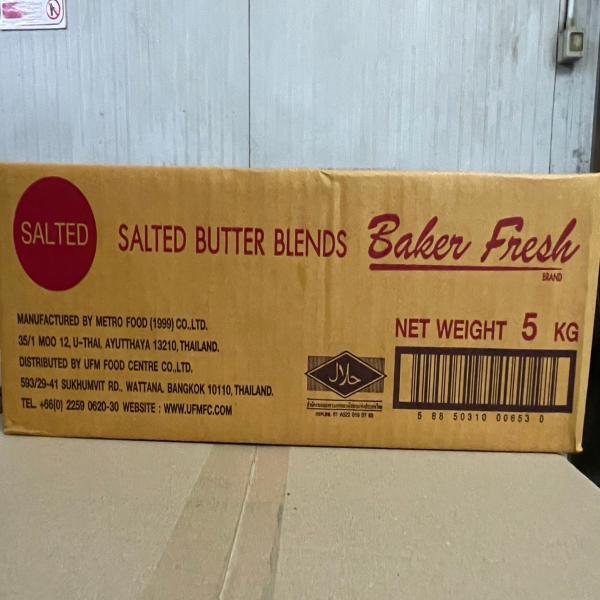 SALTED
SALTED BUTTER BLENDS
Baker Fresh
BRAND
MANUFACTURED BY METRO FOOD (1999) CO.,LTD.
35/1 MOO 12, U-THAI, AYUTTHAYA 13210, THAILAND.
DISTRIBUTED BY UFM FOOD CENTRE CO.,LTD.
593/29-41 SUKHUMVIT RD., WATTANA. BANGKOK 10110, THAILAND.
TEL. +66(0) 2259 0620-30 WEBSITE : WWW.UFMFC.COM
NET WEIGHT 5 KG
حلال
5 88 50310 00653 0